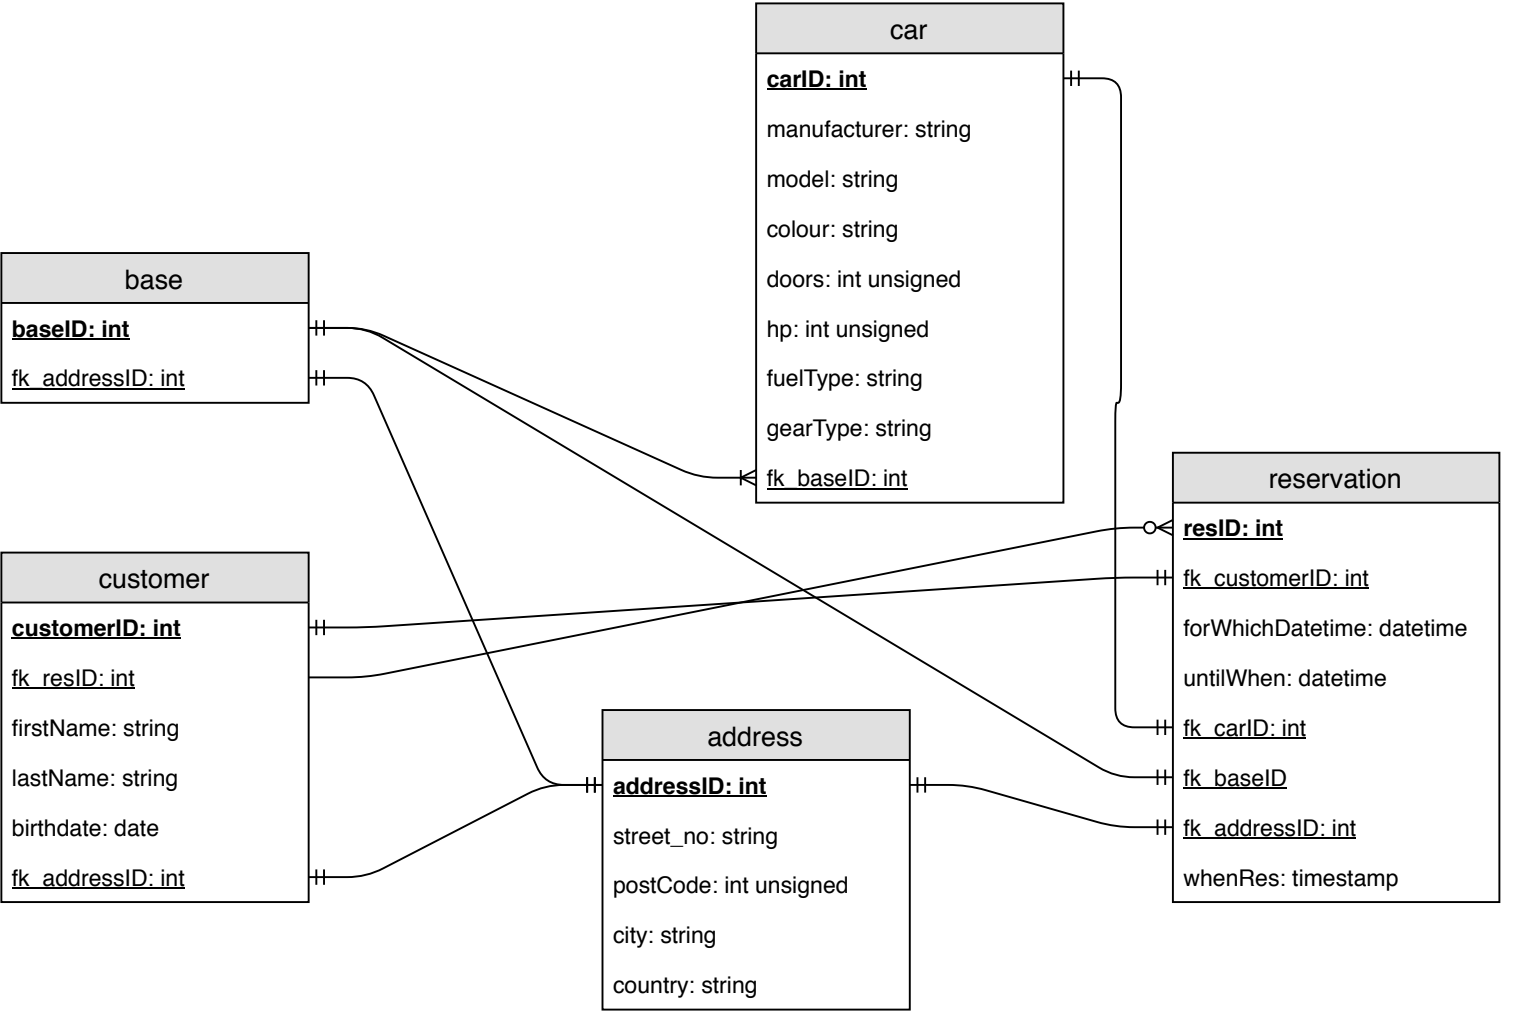 car
carID: int
manufacturer: string
model: string
colour: string
doors: int unsigned
hp: int unsigned
fuelType: string
gearType: string
fk_baseID: int
base
baseID: int
fk_addressID: int
reservation
resID: int
fk_customerID: int
forWhichDatetime: datetime
untilWhen: datetime
fk_carID: int
fk_baseID
fk_addressID: int
whenRes: timestamp
customer
customerID: int
fk_resID: int
firstName: string
lastName: string
birthdate: date
fk_addressID: int
address
addressID: int
street_no: string
postCode: int unsigned
city: string
country: string